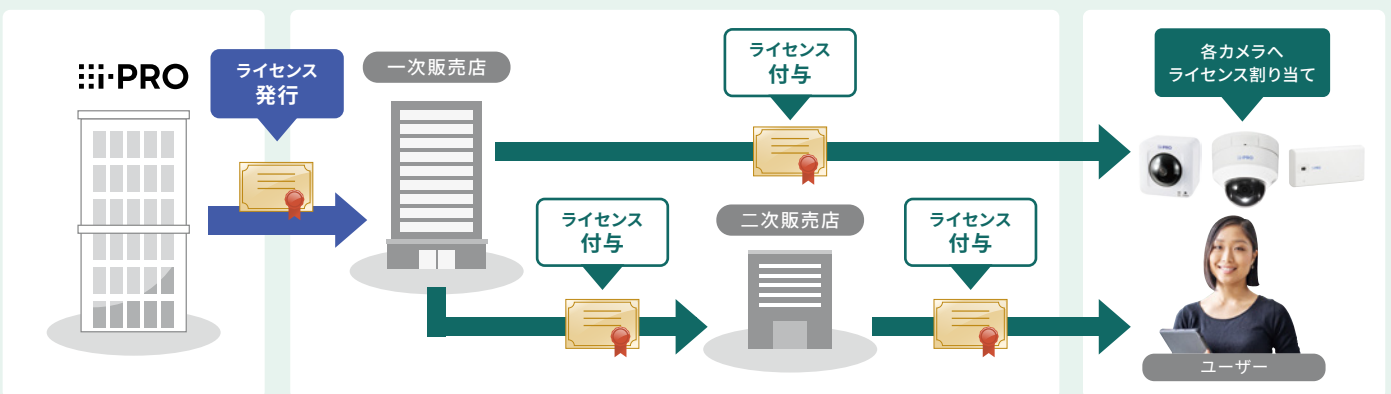 i-PRO
ライセンス
発行
一次販売店
ライセンス
付与
各カメラへ
ライセンス割り当て
ライセンス
付与
二次販売店
ライセンス
付与
ユーザー